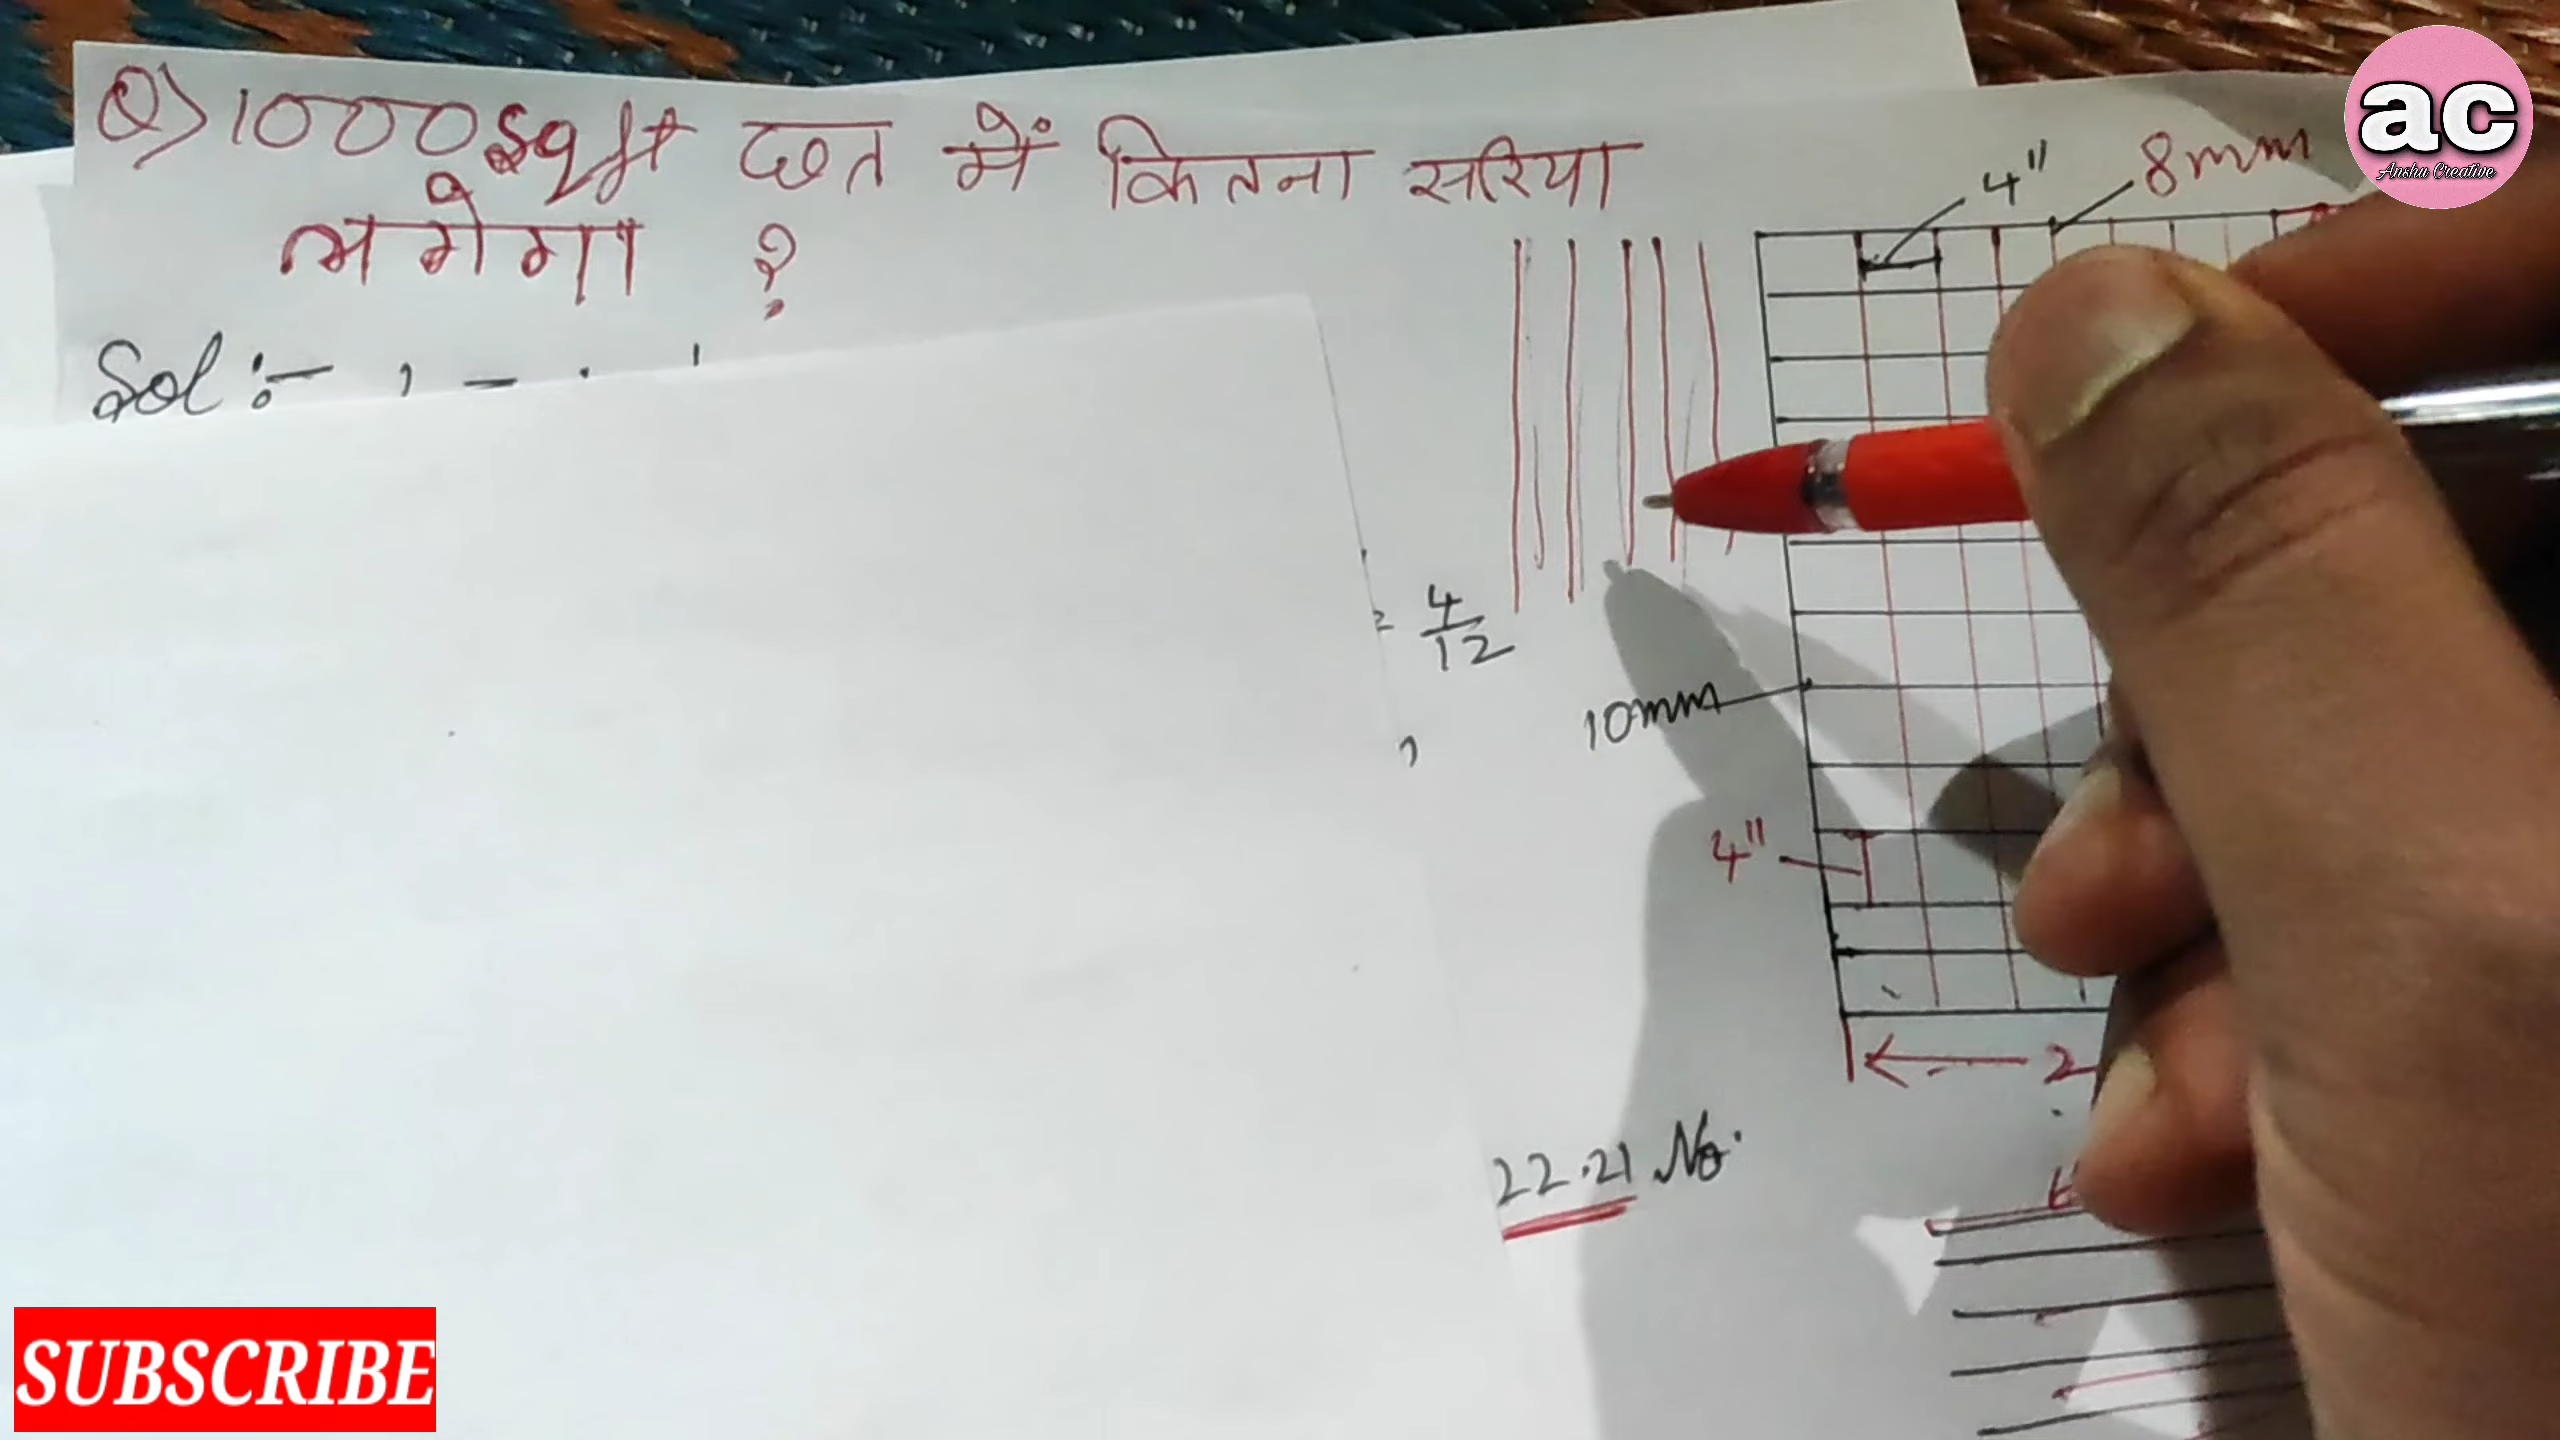 Q> 1000 Sqft छत में कितना सरिया
लगेगा ?
Sol :-
4"
8mm
= 4/12
10mm
4"
2
22.21 No.
ac
Anshu Creative
SUBSCRIBE